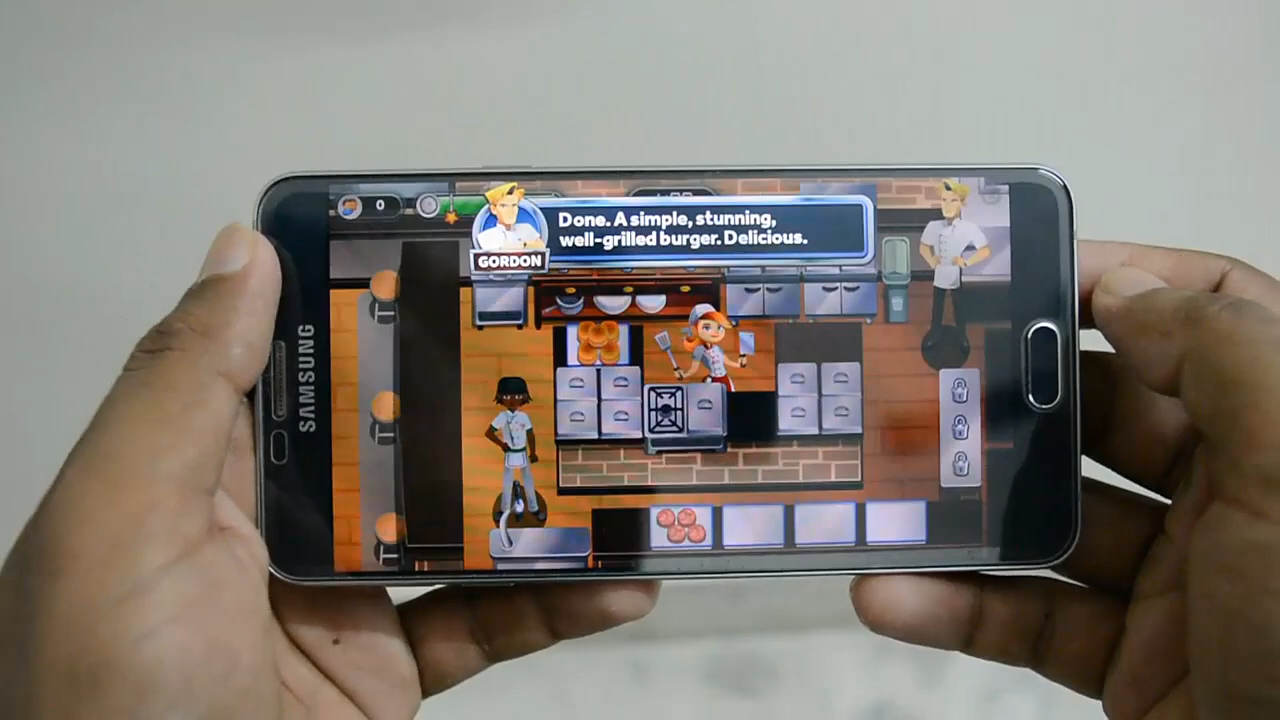 0
Done. A simple, stunning,
well-grilled burger. Delicious.
GORDON
SAMSUNG